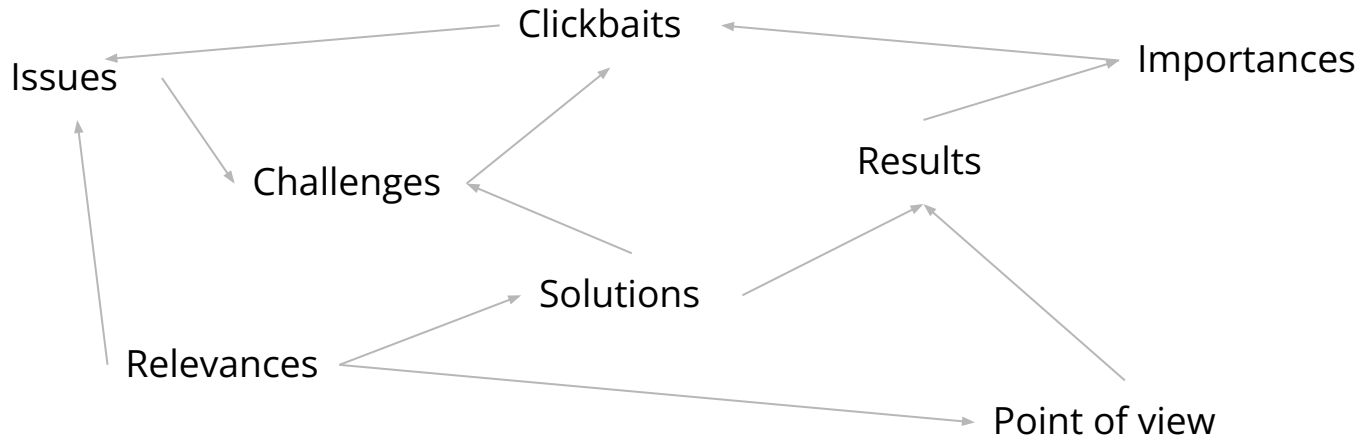 Clickbaits
Importances
Issues
Results
Challenges
Solutions
Relevances
Point of view